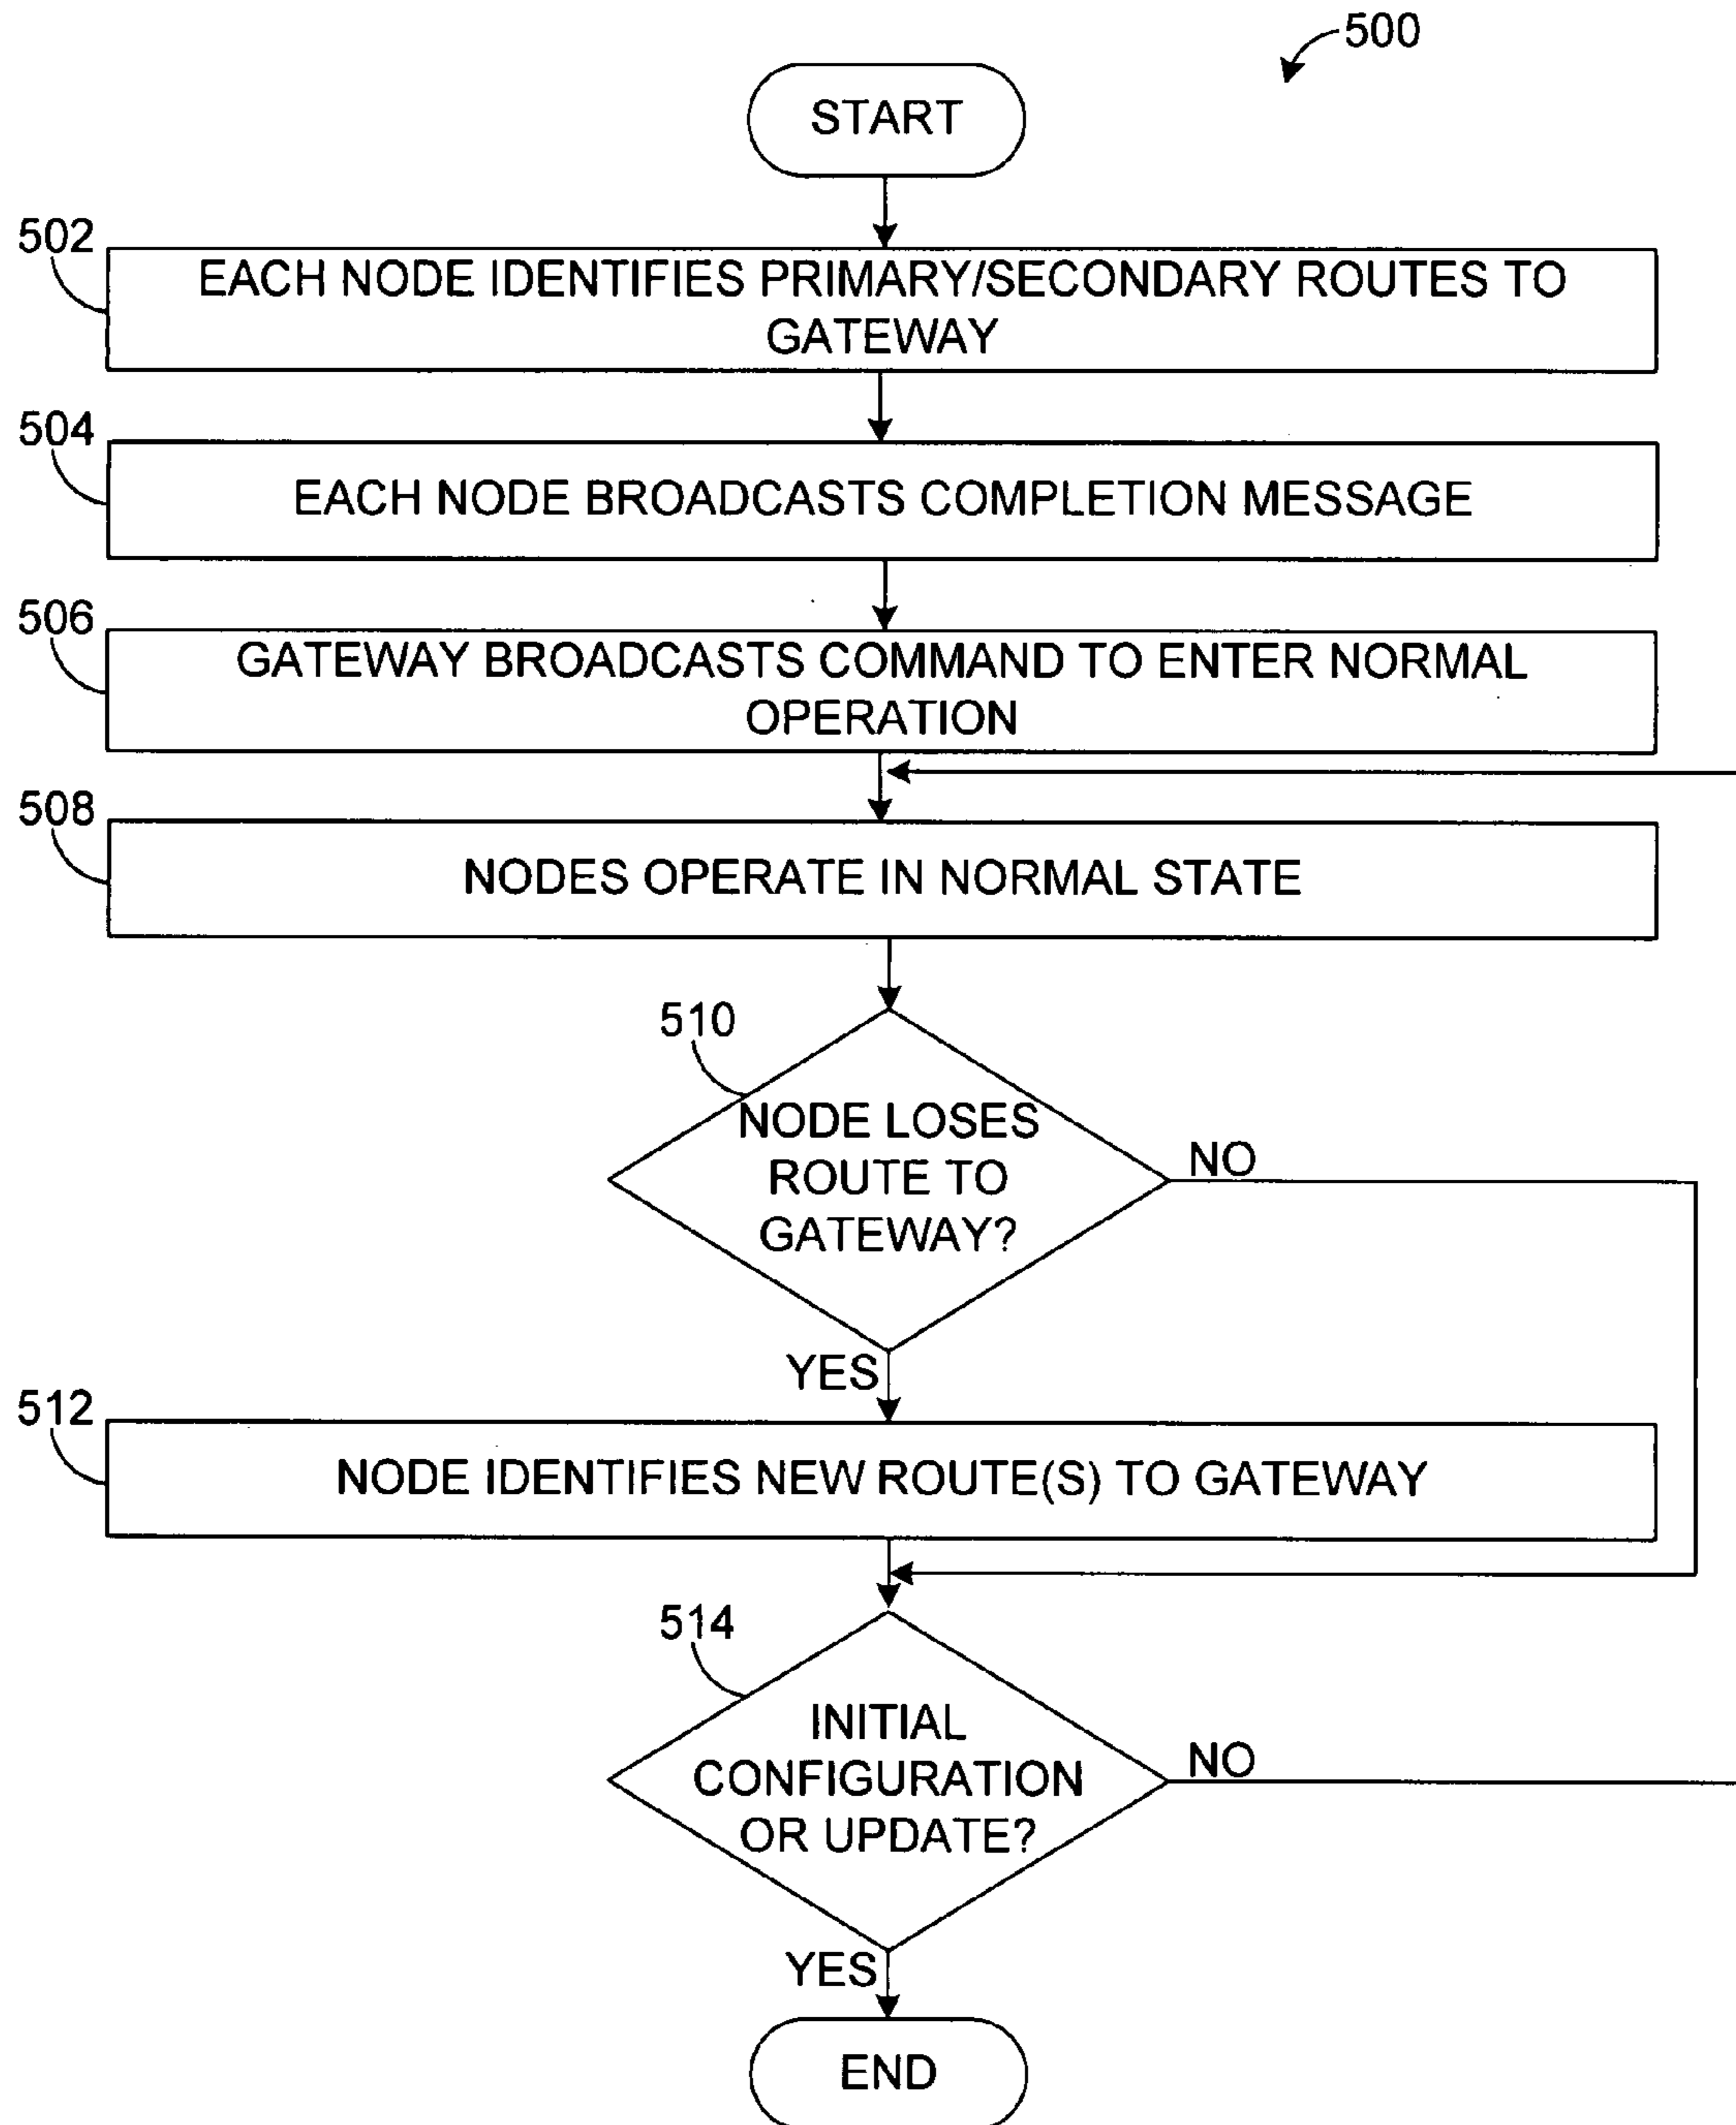 500
START
502
EACH NODE IDENTIFIES PRIMARY/SECONDARY ROUTES TO
GATEWAY
504
EACH NODE BROADCASTS COMPLETION MESSAGE
506
GATEWAY BROADCASTS COMMAND TO ENTER NORMAL
OPERATION
508
NODES OPERATE IN NORMAL STATE
510
NODE LOSES
ROUTE TO
GATEWAY?
NO
YES
512
NODE IDENTIFIES NEW ROUTE(S) TO GATEWAY
514
INITIAL
CONFIGURATION
OR UPDATE?
NO
YES
END